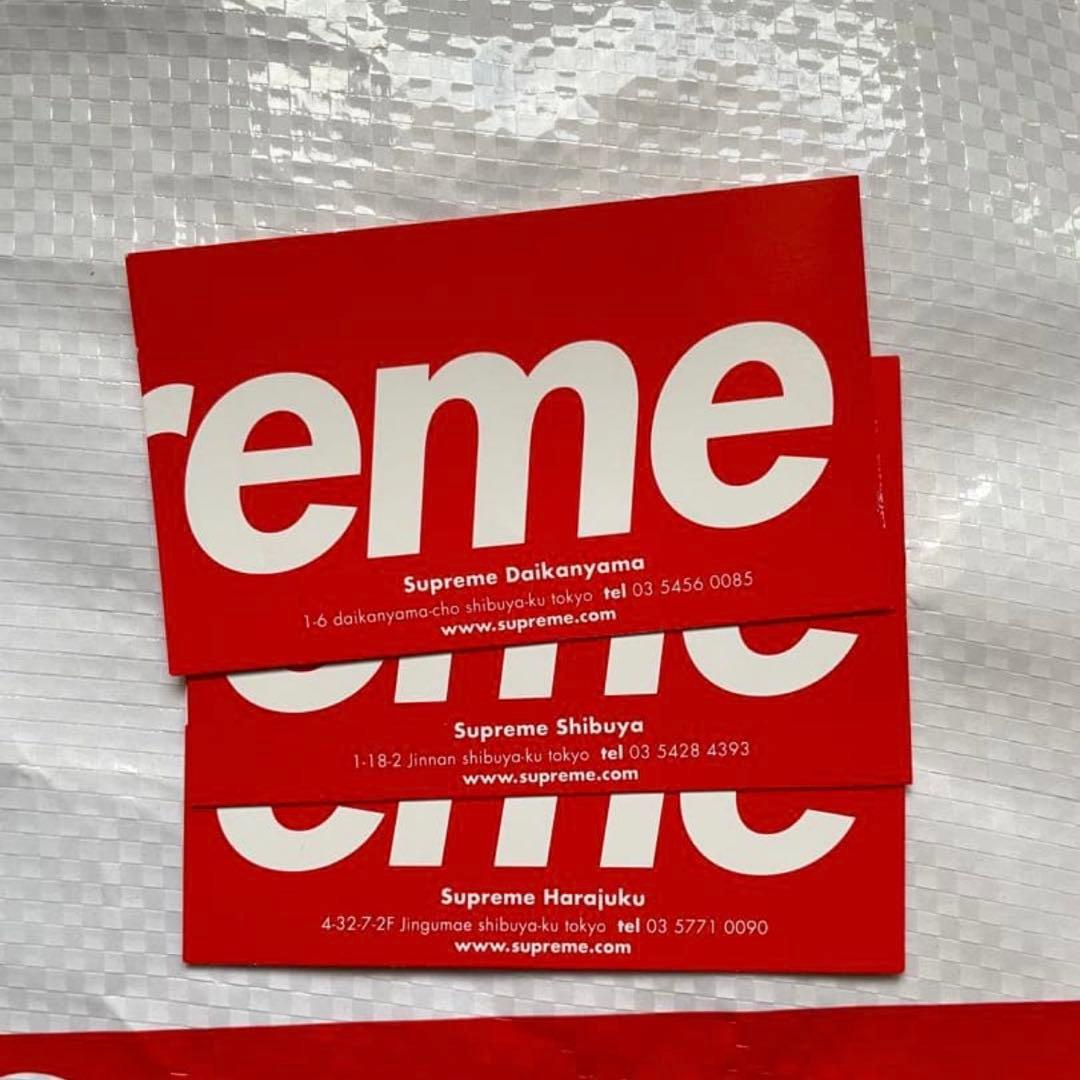 reme
Supreme Daikanyama
1-6 daikanyama-cho shibuya-ku tokyo tel 03 5456 0085
www.supreme.com
eme
Supreme Shibuya
1-18-2 Jinnan shibuya-ku tokyo tel 03 5428 4393
www.supreme.com
eme
Supreme Harajuku
4-32-7-2F Jingumae shibuya-ku tokyo tel 03 5771 0090
www.supreme.com